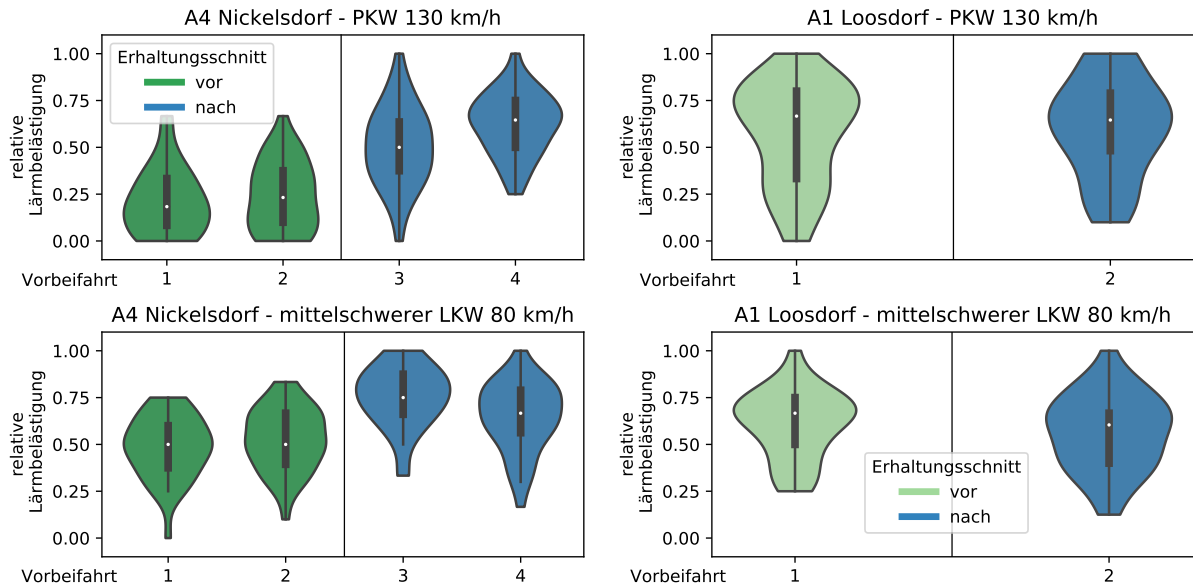 A4 Nickelsdorf - PKW 130 km/h
relative
Lärmbelästigung
1.00
0.75
0.50
0.25
0.00
Erhaltungsschnitt
vor
nach
Vorbeifahrt
1 2 3 4
A1 Loosdorf - PKW 130 km/h
relative
Lärmbelästigung
1.00
0.75
0.50
0.25
0.00
Vorbeifahrt
1 2
A4 Nickelsdorf - mittelschwerer LKW 80 km/h
relative
Lärmbelästigung
1.00
0.75
0.50
0.25
0.00
Vorbeifahrt
1 2 3 4
A1 Loosdorf - mittelschwerer LKW 80 km/h
relative
Lärmbelästigung
1.00
0.75
0.50
0.25
0.00
Erhaltungsschnitt
vor
nach
Vorbeifahrt
1 2